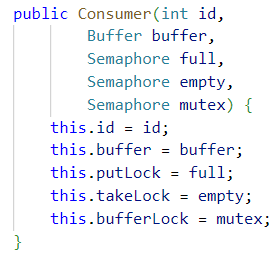 public Consumer(int id,
Buffer buffer,
Semaphore full,
Semaphore empty,
Semaphore mutex) {
this.id = id;
this.buffer = buffer;
this.putLock = full;
this.takeLock = empty;
this.bufferLock = mutex;
}